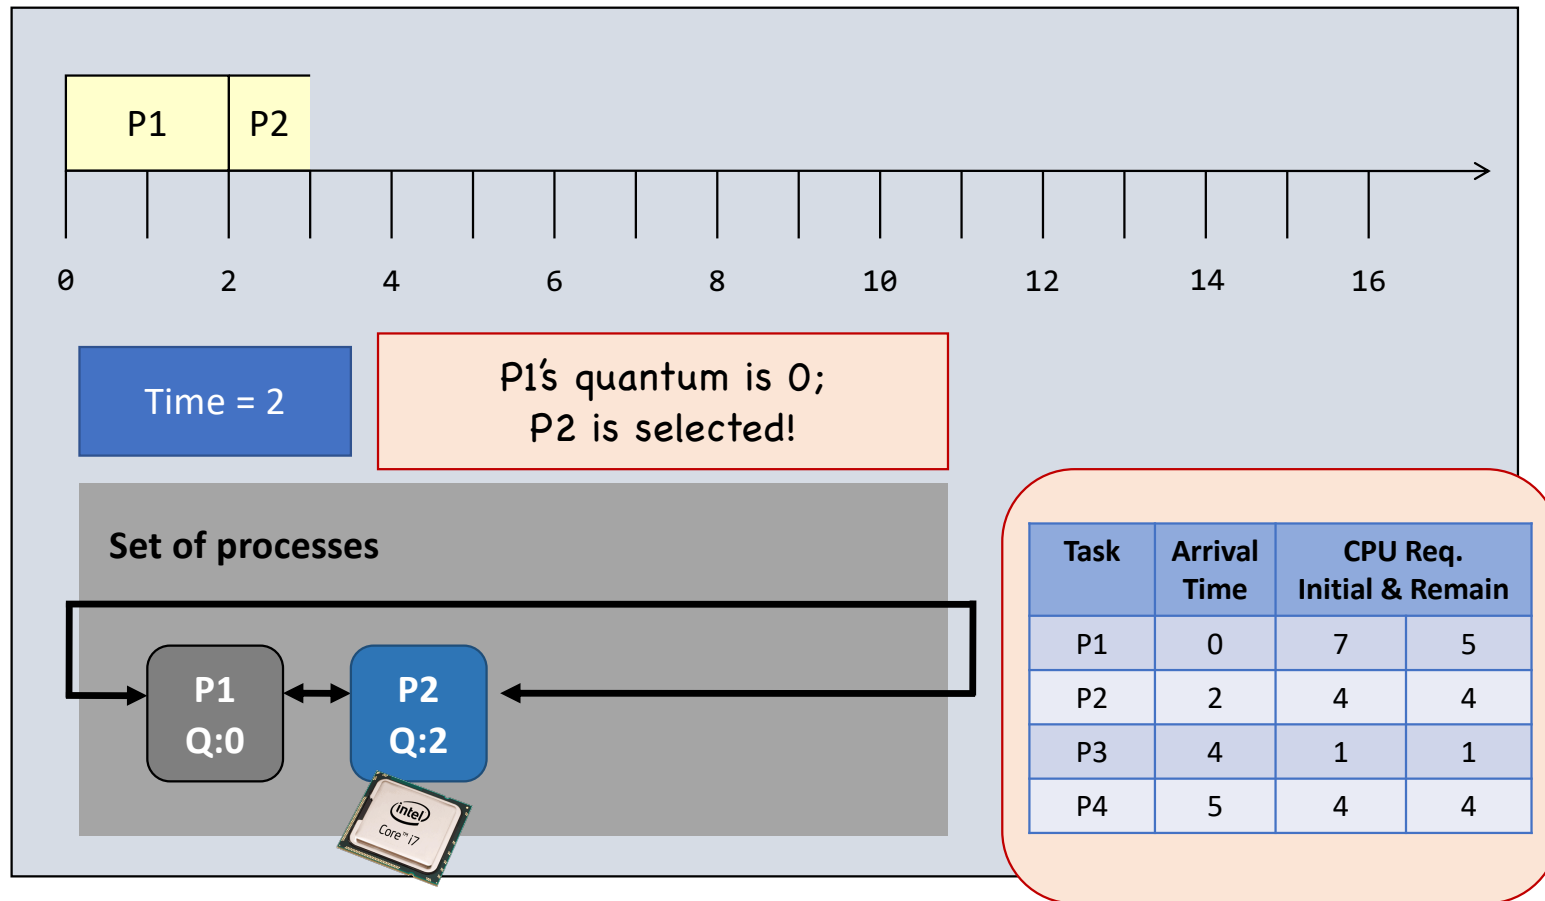 P1 P2
0 2 4 6 8 10 12 14 16
Time = 2
P1's quantum is 0;
P2 is selected!
Set of processes
P1
Q:0
P2
Q:2
intel
Core™ i7
Task Arrival Time CPU Req. Initial & Remain
P1 0 7 5
P2 2 4 4
P3 4 1 1
P4 5 4 4